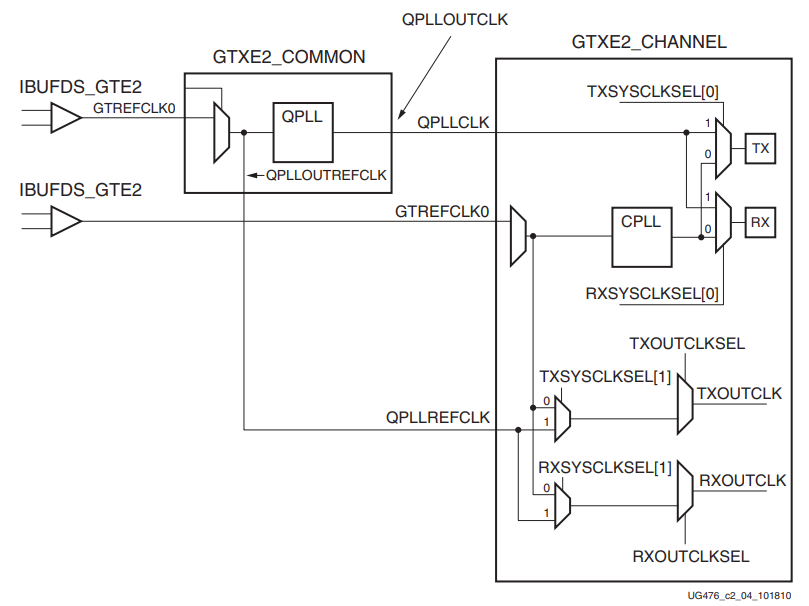 QPLLOUTCLK
GTXE2_COMMON
GTXE2_CHANNEL
IBUFDS_GTE2
GTREFCLK0
QPLL
QPLLCLK
TXSYSCLKSEL[0]
1
0
TX
QPLLOUTREFCLK
IBUFDS_GTE2
GTREFCLK0
CPLL
1
0
RX
RXSYSCLKSEL[0]
TXOUTCLKSEL
TXSYSCLKSEL[1]
TXOUTCLK
0
1
QPLLREFCLK
RXSYSCLKSEL[1]
RXOUTCLK
0
1
RXOUTCLKSEL
UG476_c2_04_101810